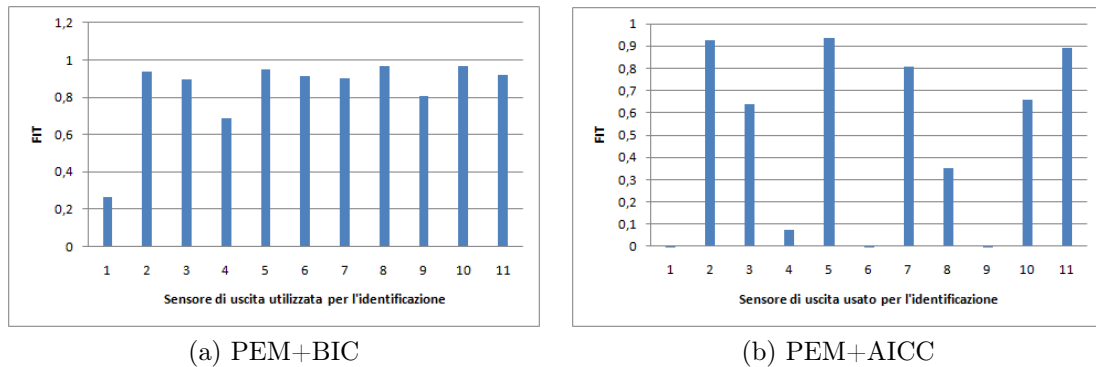 1,2
1
0,8
0,6
0,4
0,2
0
FIT
1 2 3 4 5 6 7 8 9 10 11
Sensore di uscita utilizzata per l'identificazione
(a) PEM+BIC
1
0,9
0,8
0,7
0,6
0,5
0,4
0,3
0,2
0,1
0
FIT
1 2 3 4 5 6 7 8 9 10 11
Sensore di uscita usato per l'identificazione
(b) PEM+AICC